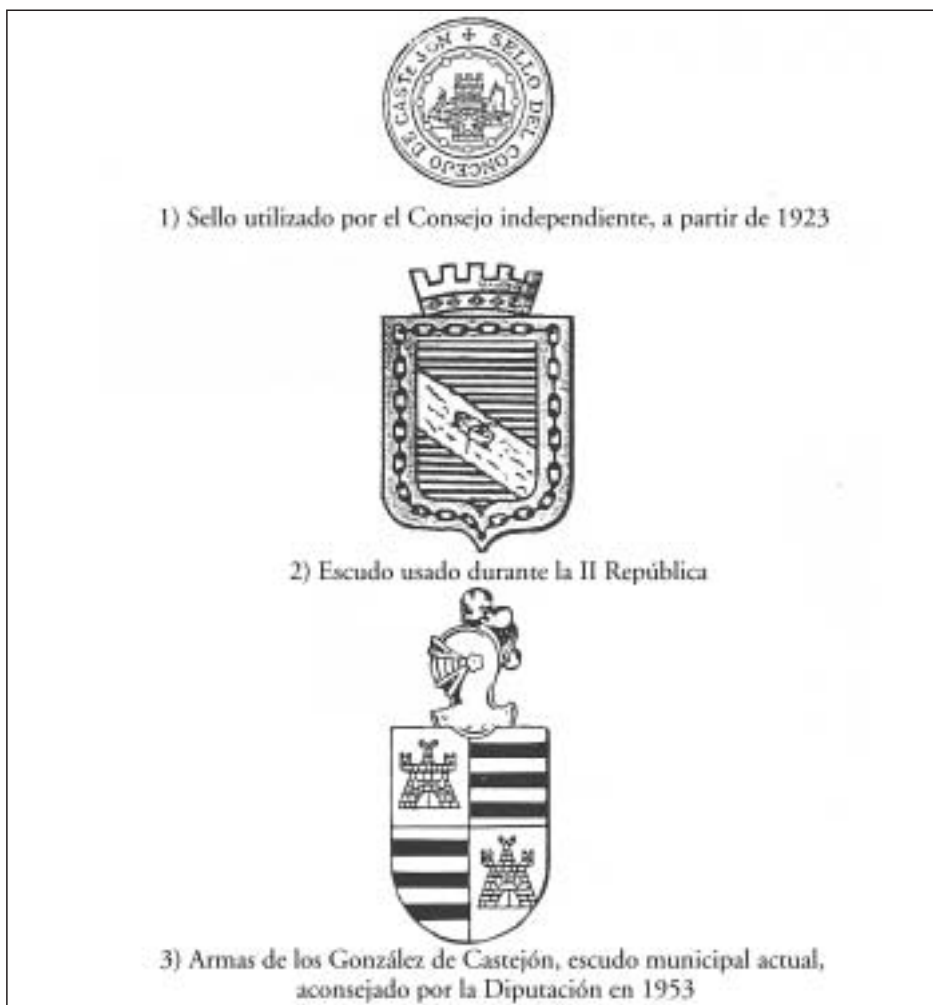 ✠ SELLO DEL CONCEJO DE CASTEJON
1) Sello utilizado por el Consejo independiente, a partir de 1923
2) Escudo usado durante la II República
3) Armas de los González de Castejón, escudo municipal actual,
aconsejado por la Diputación en 1953